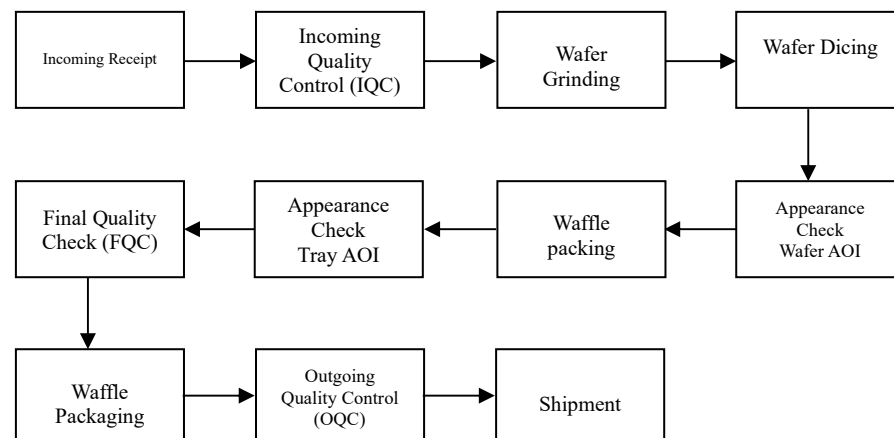 Incoming Receipt
Incoming
Quality
Control (IQC)
Wafer
Grinding
Wafer Dicing
Final Quality
Check (FQC)
Appearance
Check
Tray AOI
Waffle
packing
Appearance
Check
Wafer AOI
Waffle
Packaging
Outgoing
Quality Control
(OQC)
Shipment